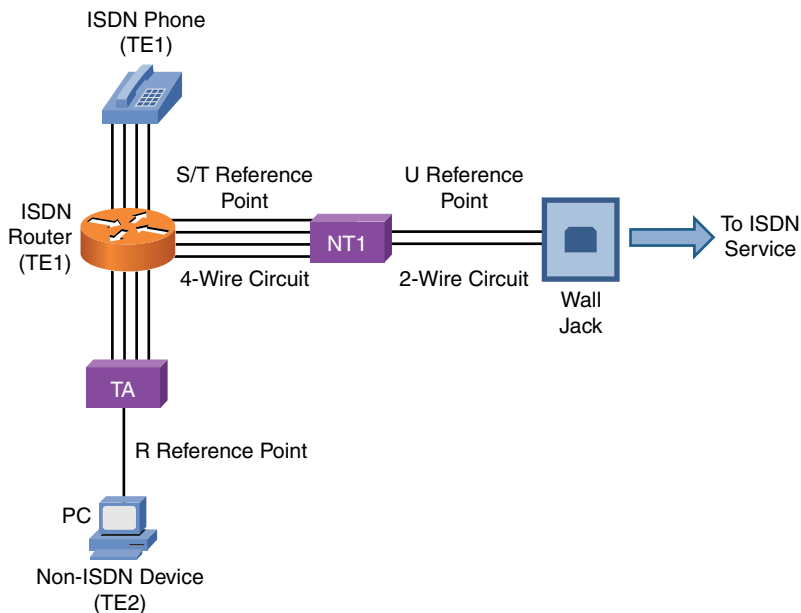 ISDN Phone
(TE1)
S/T Reference
Point
U Reference
Point
ISDN
Router
(TE1)
NT1
To ISDN
Service
4-Wire Circuit
2-Wire Circuit
Wall
Jack
TA
R Reference Point
PC
Non-ISDN Device
(TE2)